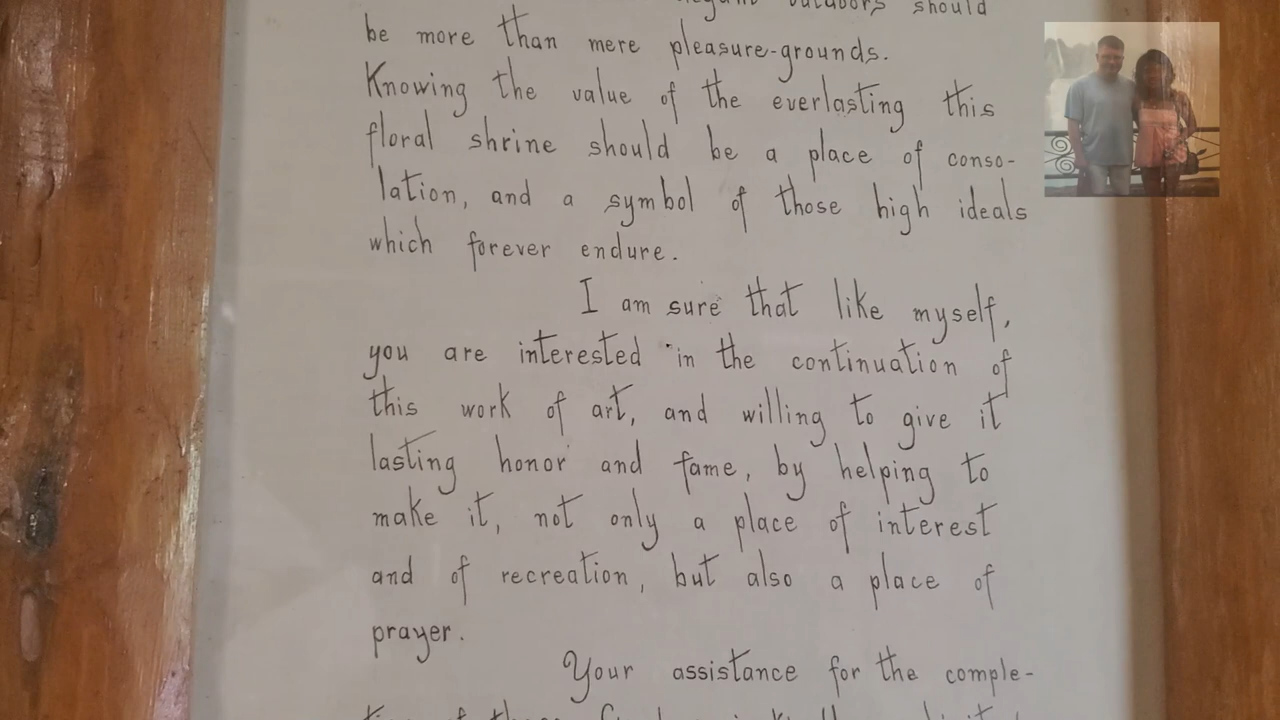 should
be more than mere pleasure-grounds.
Knowing the value of the everlasting this
floral shrine should be a place of conso-
lation, and a symbol of those high ideals
which forever endure.
I am sure that like myself,
you are interested in the continuation of
this work of art, and willing to give it
lasting honor and fame, by helping to
make it, not only a place of interest
and of recreation, but also a place of
prayer.
Your assistance for the comple-